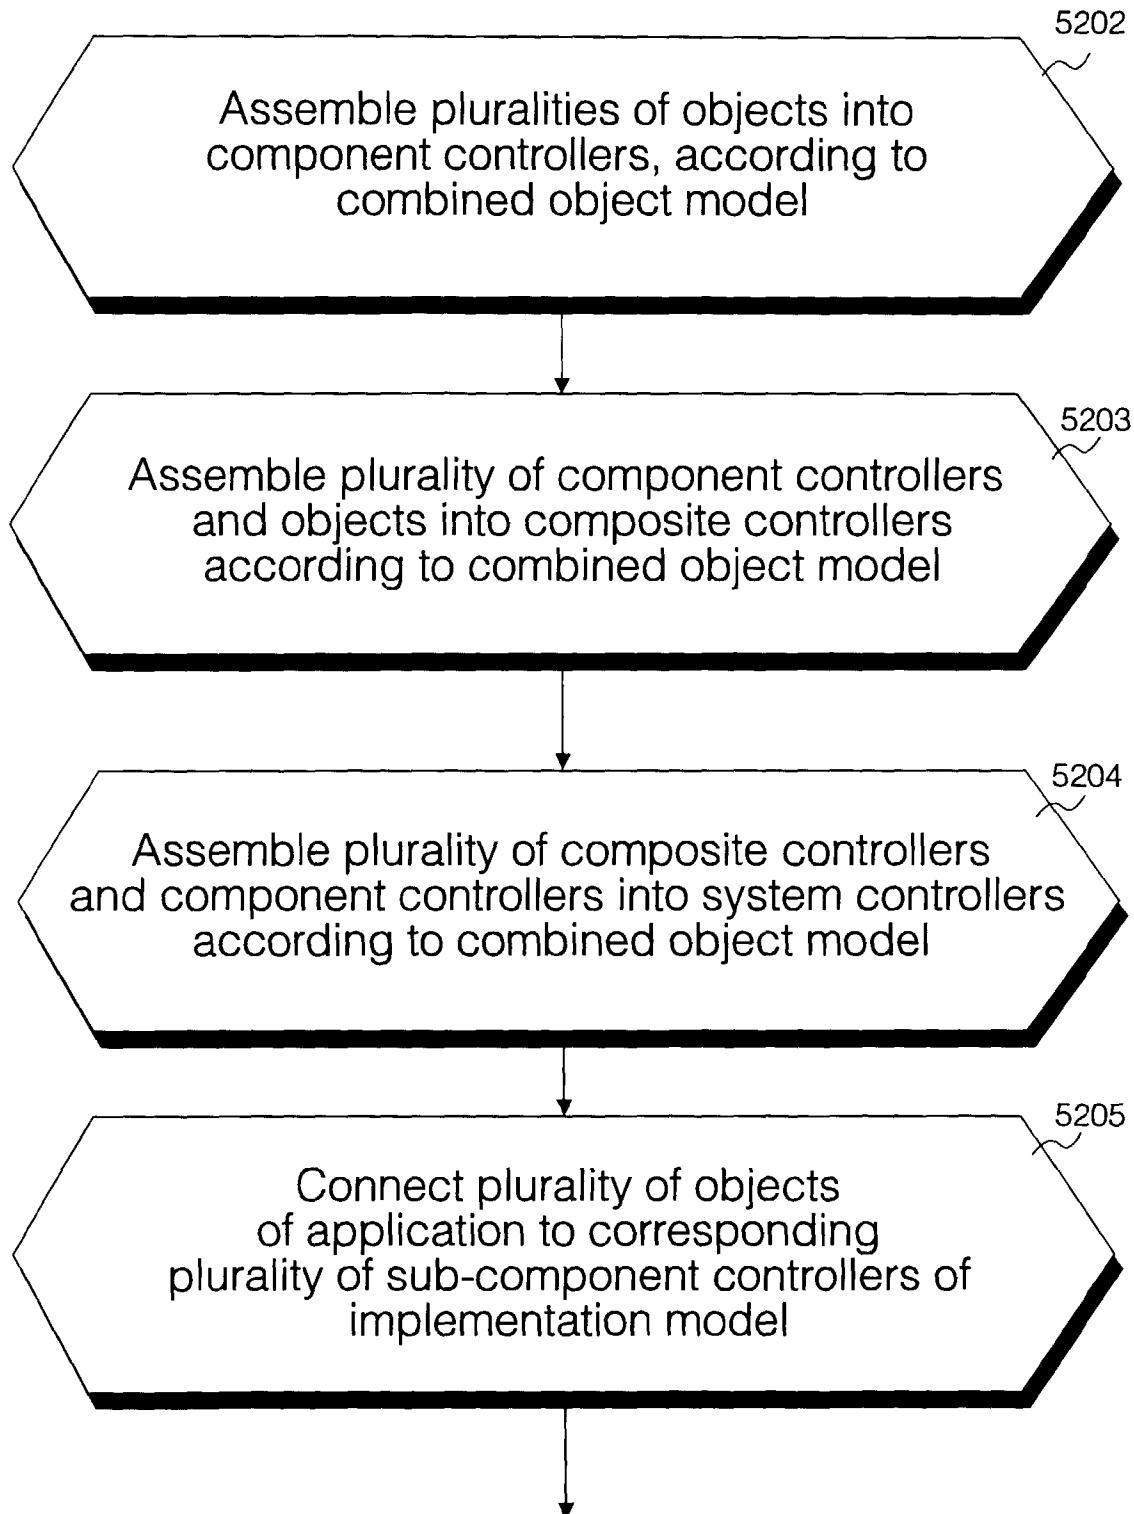 5202
Assemble pluralities of objects into
component controllers, according to
combined object model
5203
Assemble plurality of component controllers
and objects into composite controllers
according to combined object model
5204
Assemble plurality of composite controllers
and component controllers into system controllers
according to combined object model
5205
Connect plurality of objects
of application to corresponding
plurality of sub-component controllers of
implementation model